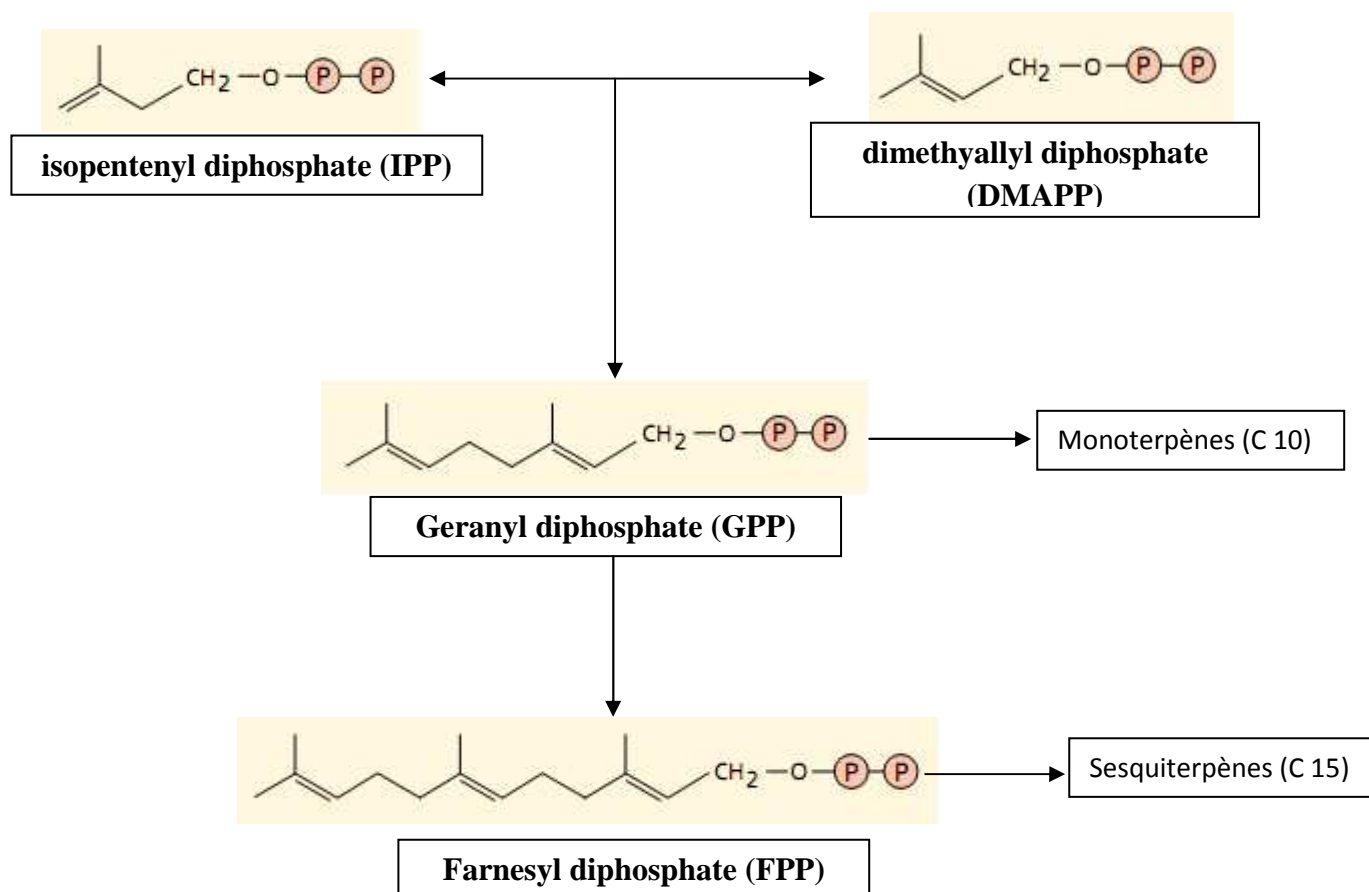 CH2—O—P—P
CH2—O—P—P
isopentenyl diphosphate (IPP)
dimethyallyl diphosphate
(DMAPP)
CH2—O—P—P
Monoterpènes (C 10)
Geranyl diphosphate (GPP)
CH2—O—P—P
Sesquiterpènes (C 15)
Farnesyl diphosphate (FPP)